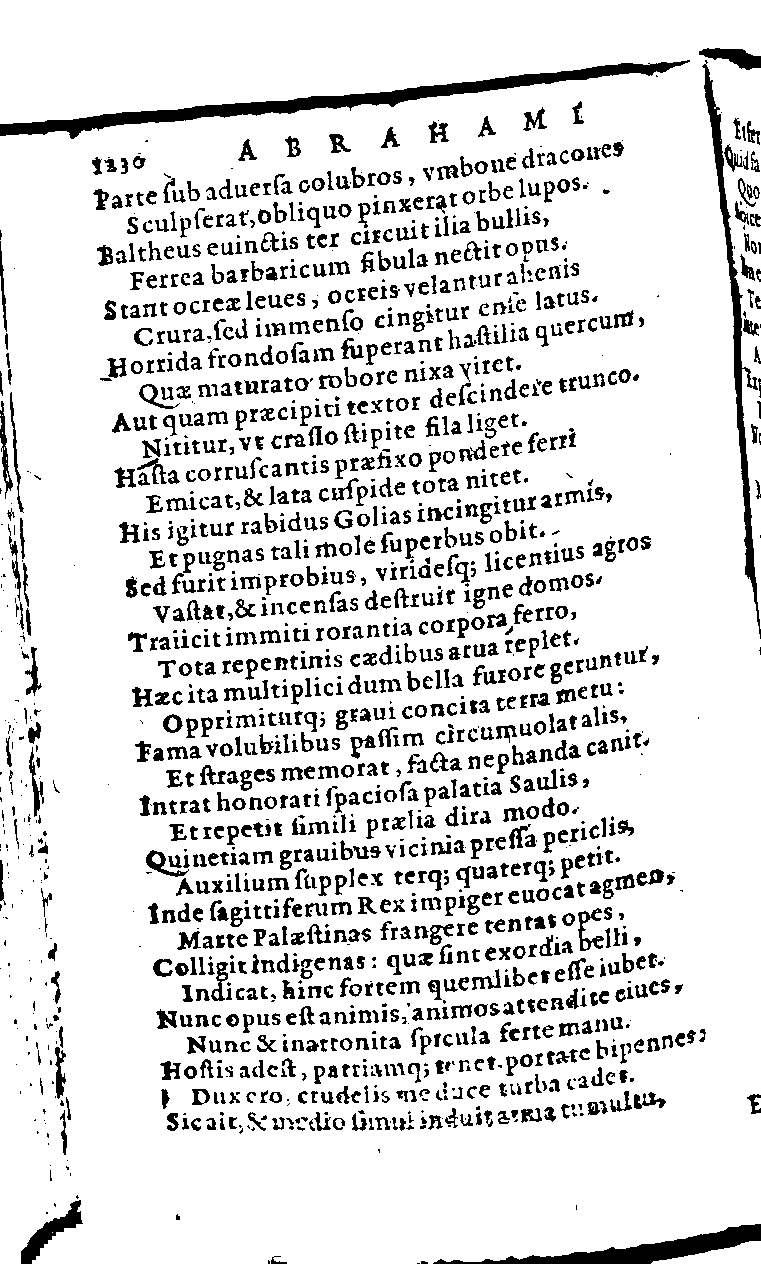 1230 ABRAHAMI
Parte ſub aduerſa colubros, vmbone dracones
Sculpſerat, obliquo pinxerat orbe lupos.
Baltheus euinctis ter circuit ilia bullis,
Ferrea barbaricum fibula nectit opus.
Stant ocreæ leues, ocreis velantur ahenis
Crura, ſed immenſo cingitur enſe latus.
Horrida frondoſam ſuperant haſtilia quercum,
Quæ maturato robore nixa viret.
Aut quam præcipiti textor deſcindere trunco.
Nititur, vt craſſo ſtipite fila liget.
Haſta corruſcantis præfixo pondere ferri
Emicat, & lata cuſpide tota nitet.
His igitur rabidus Golias incingitur armis,
Et pugnas tali mole ſuperbus obit.
Sed furit improbius, virideſq; licentius agros
Vaſtat, & incenſas deſtruit igne domos.
Traiicit immiti rorantia corpora ferro,
Tota repentinis cædibus arua replet.
Hæc ita multiplici dum bella furore geruntur,
Opprimiturq; graui concita terra metu:
Fama volubilibus paſſim circumuolat alis,
Et ſtrages memorat, facta nephanda canit.
Intrat honorati ſpacioſa palatia Saulis,
Et repetit ſimili prælia dira modo.
Quinetiam grauibus vicinia preſſa periclis,
Auxilium ſupplex terq; quaterq; petit.
Inde ſagittiferum Rex impiger euocat agmen,
Marte Palæſtinas frangere tentat opes,
Colligit indigenas: quæ ſint exordia belli,
Indicat, hinc fortem quemlibet eſſe iubet.
Nunc opus eſt animis, animos attendite ciues,
Nunc & inattonita ſpicula ferte manu.
Hoſtis adeſt, patriamq; tenet. portate bipennes;
Dux ero, crudelis me duce turba cadet.
Sic ait, & medio ſimul induit arma tumultu,
Quo
E